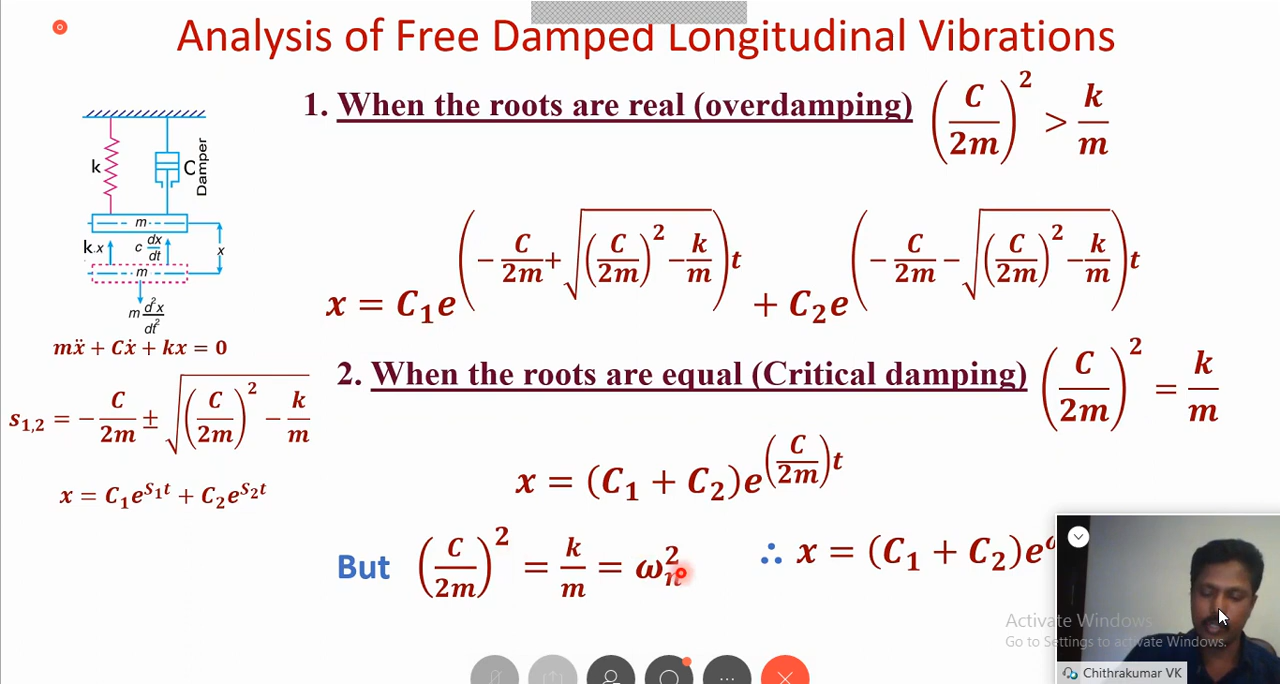 Analysis of Free Damped Longitudinal Vibrations
1. When the roots are real (overdamping) (C/2m)² > k/m
k
C
Damper
m
k.x
c dx/dt
x
m
m d²x/dt²
mẍ + Cẋ + kx = 0
s₁,₂ = − C/2m ± √((C/2m)² − k/m)
x = C₁e^(S₁t) + C₂e^(S₂t)
x = C₁e^(− C/2m + √((C/2m)² − k/m))t + C₂e^(− C/2m − √((C/2m)² − k/m))t
2. When the roots are equal (Critical damping) (C/2m)² = k/m
x = (C₁ + C₂)e^(C/2m)t
But (C/2m)² = k/m = ωₙ²
∴ x = (C₁ + C₂)e
Activate Windows
Go to Settings to activate Windows.
Chithrakumar VK